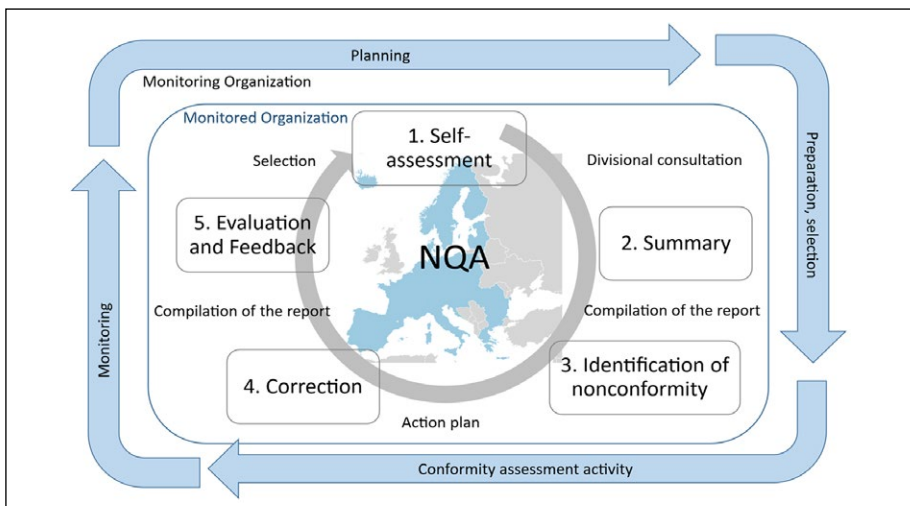 Planning
Monitoring Organization
Monitored Organization
1. Self-
assessment
Selection
Divisional consultation
Preparation, selection
5. Evaluation
and Feedback
NQA
2. Summary
Compilation of the report
Compilation of the report
Monitoring
4. Correction
3. Identification of
nonconformity
Action plan
Conformity assessment activity